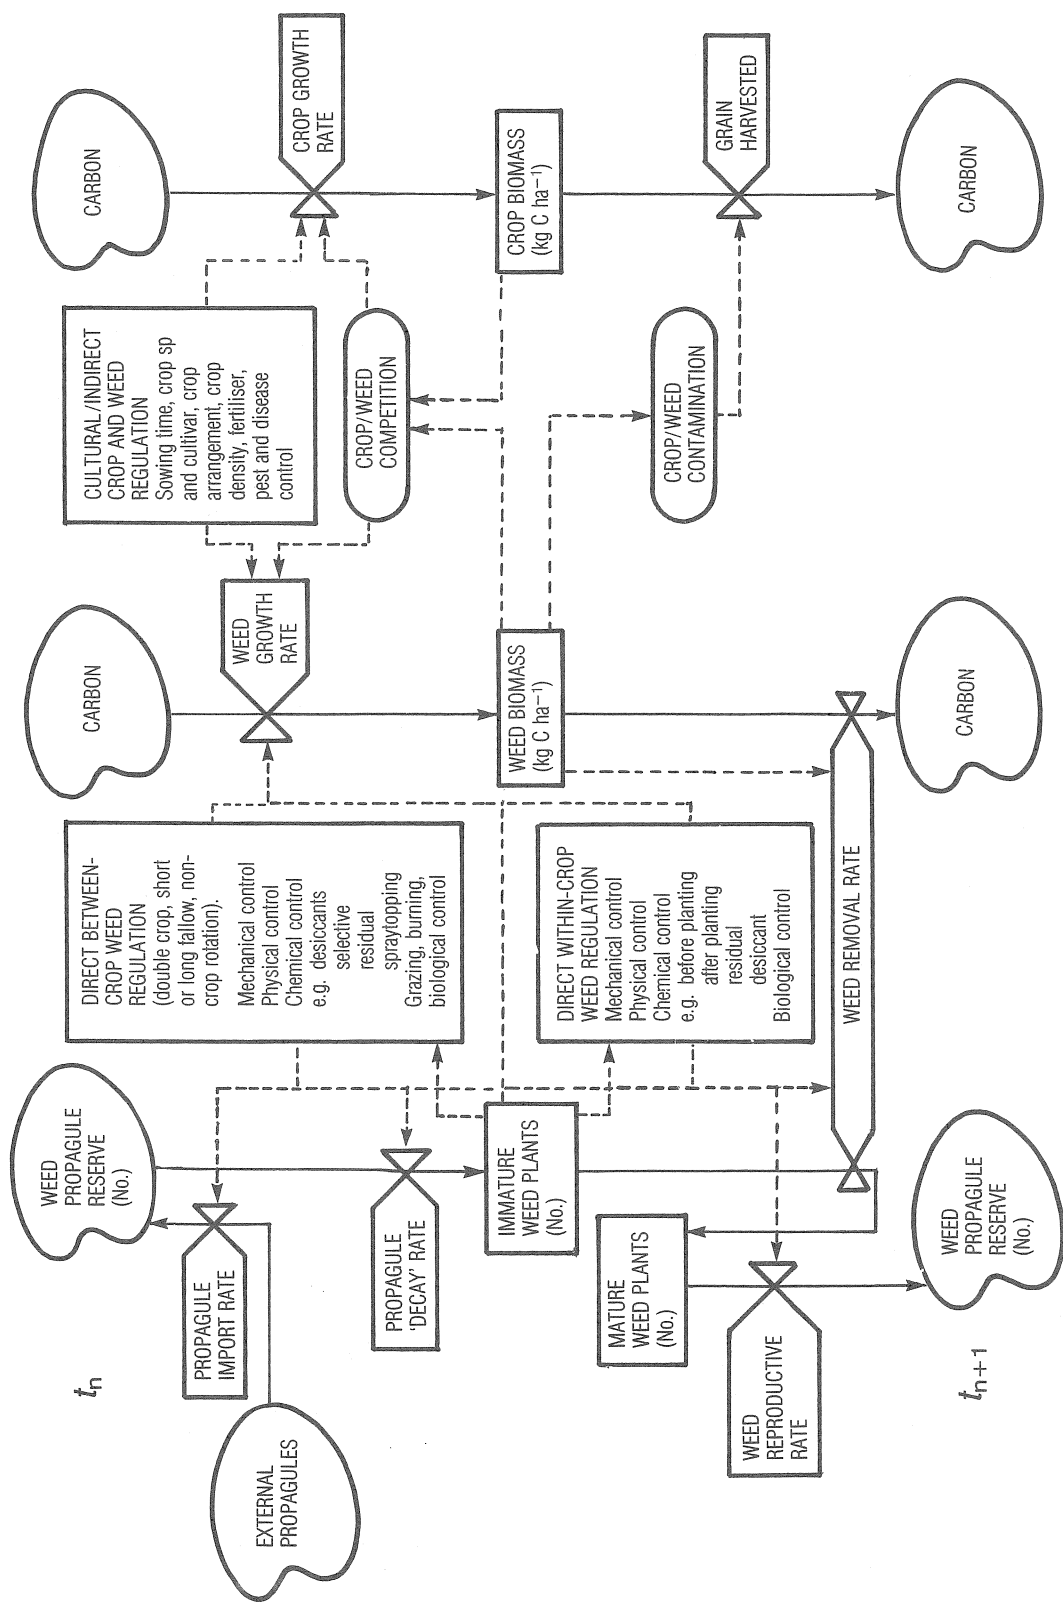 t_n
WEED
PROPAGULE
RESERVE
(No.)
EXTERNAL
PROPAGULES
PROPAGULE
IMPORT RATE
PROPAGULE
'DECAY' RATE
IMMATURE
WEED PLANTS
(No.)
MATURE
WEED PLANTS
(No.)
WEED
REPRODUCTIVE
RATE
t_{n+1}
WEED
PROPAGULE
RESERVE
(No.)
DIRECT BETWEEN-
CROP WEED
REGULATION
(double crop, short
or long fallow, non-
crop rotation).
Mechanical control
Physical control
Chemical control
e.g. desiccants
selective
residual
spraytopping
Grazing, burning,
biological control
DIRECT WITHIN-CROP
WEED REGULATION
Mechanical control
Physical control
Chemical control
e.g. before planting
after planting
residual
desiccant
Biological control
WEED REMOVAL RATE
CARBON
WEED
GROWTH
RATE
WEED BIOMASS
(kg C ha⁻¹)
CARBON
CULTURAL/INDIRECT
CROP AND WEED
REGULATION
Sowing time, crop sp
and cultivar, crop
arrangement, crop
density, fertiliser,
pest and disease
control
CROP/WEED
COMPETITION
CROP/WEED
CONTAMINATION
CARBON
CROP GROWTH
RATE
CROP BIOMASS
(kg C ha⁻¹)
GRAIN
HARVESTED
CARBON